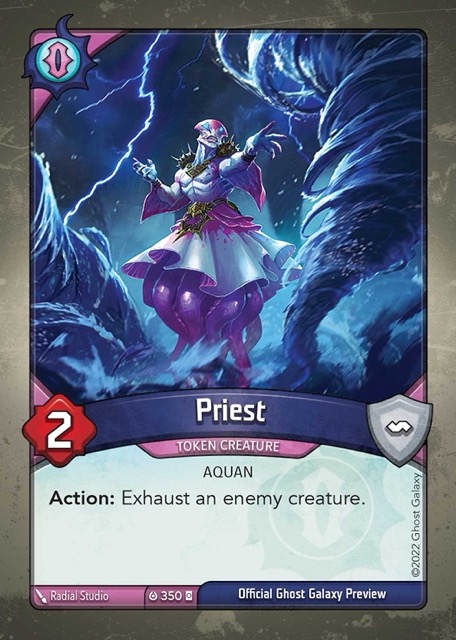 Priest
2
TOKEN CREATURE
AQUAN
Action: Exhaust an enemy creature.
©2022 Ghost Galaxy
Radial Studio
350
Official Ghost Galaxy Preview